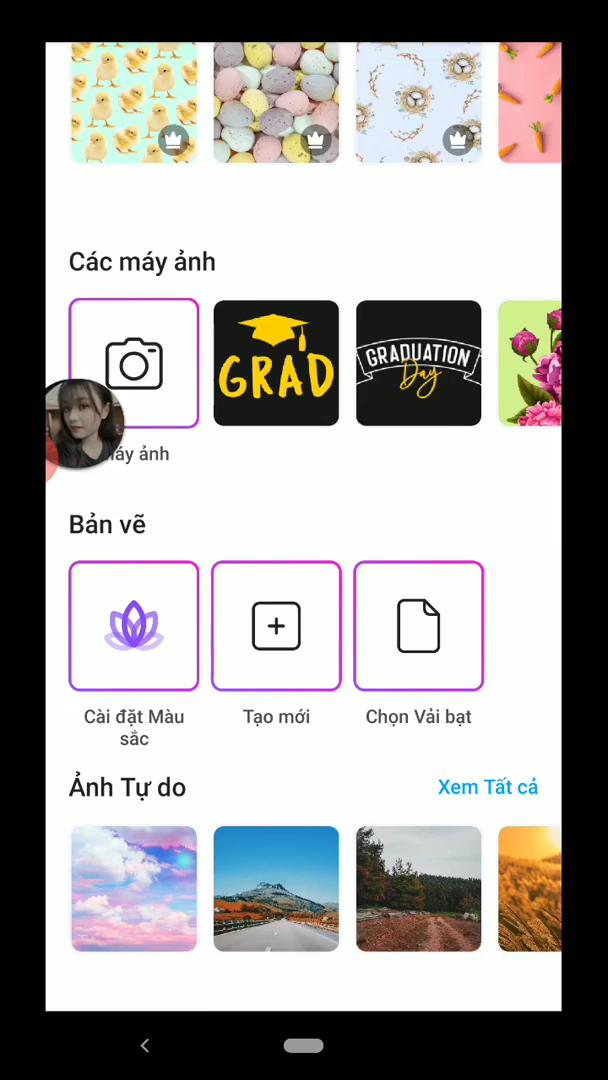 Các máy ảnh
GRAD
GRADUATION
Day
áy ảnh
Bản vẽ
Cài đặt Màu
sắc
Tạo mới
Chọn Vải bạt
Ảnh Tự do
Xem Tất cả